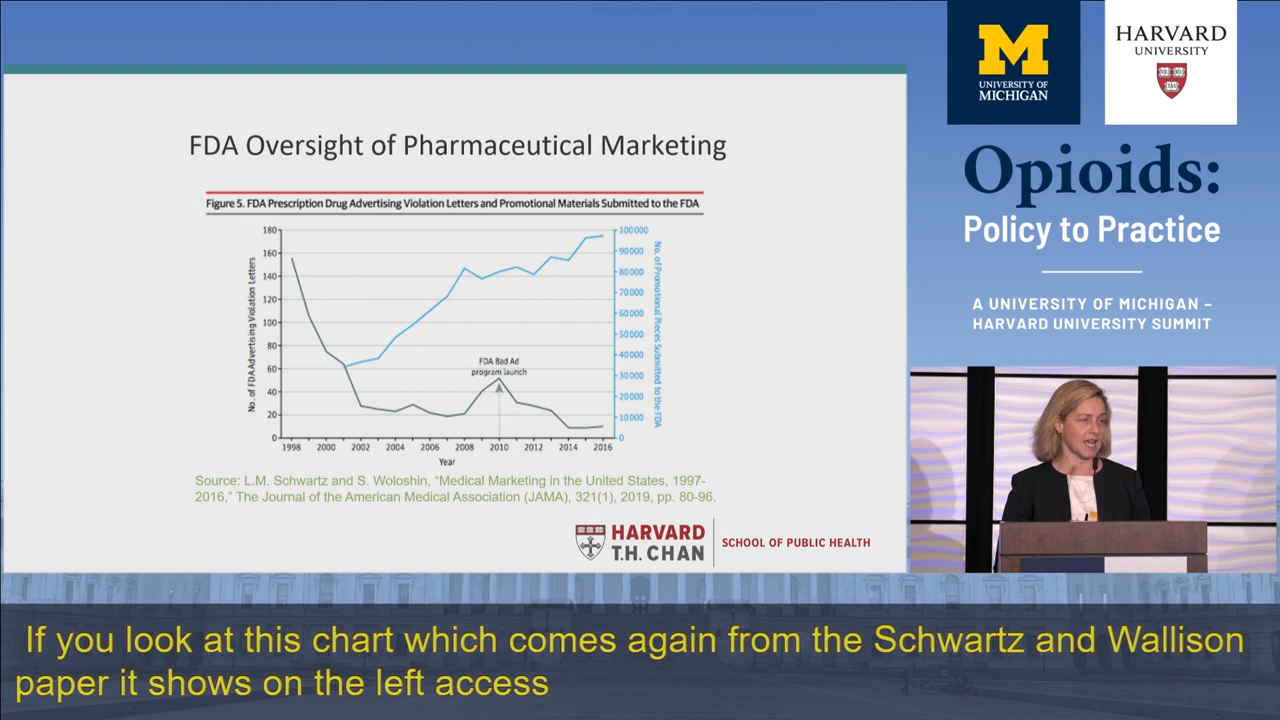 FDA Oversight of Pharmaceutical Marketing
Figure 5. FDA Prescription Drug Advertising Violation Letters and Promotional Materials Submitted to the FDA
180
160
140
120
100
80
60
40
20
0
No. of FDA Advertising Violation Letters
FDA Bad Ad
program launch
100000
90000
80000
70000
60000
50000
40000
30000
20000
10000
0
No. of Promotional Pieces Submitted to the FDA
1998 2000 2002 2004 2006 2008 2010 2012 2014 2016
Year
Source: L.M. Schwartz and S. Woloshin, “Medical Marketing in the United States, 1997-
2016,” The Journal of the American Medical Association (JAMA), 321(1), 2019, pp. 80-96.
HARVARD
T.H. CHAN
SCHOOL OF PUBLIC HEALTH
M
UNIVERSITY OF
MICHIGAN
HARVARD
UNIVERSITY
VE RI TAS
Opioids:
Policy to Practice
A UNIVERSITY OF MICHIGAN –
HARVARD UNIVERSITY SUMMIT
If you look at this chart which comes again from the Schwartz and Wallison
paper it shows on the left access